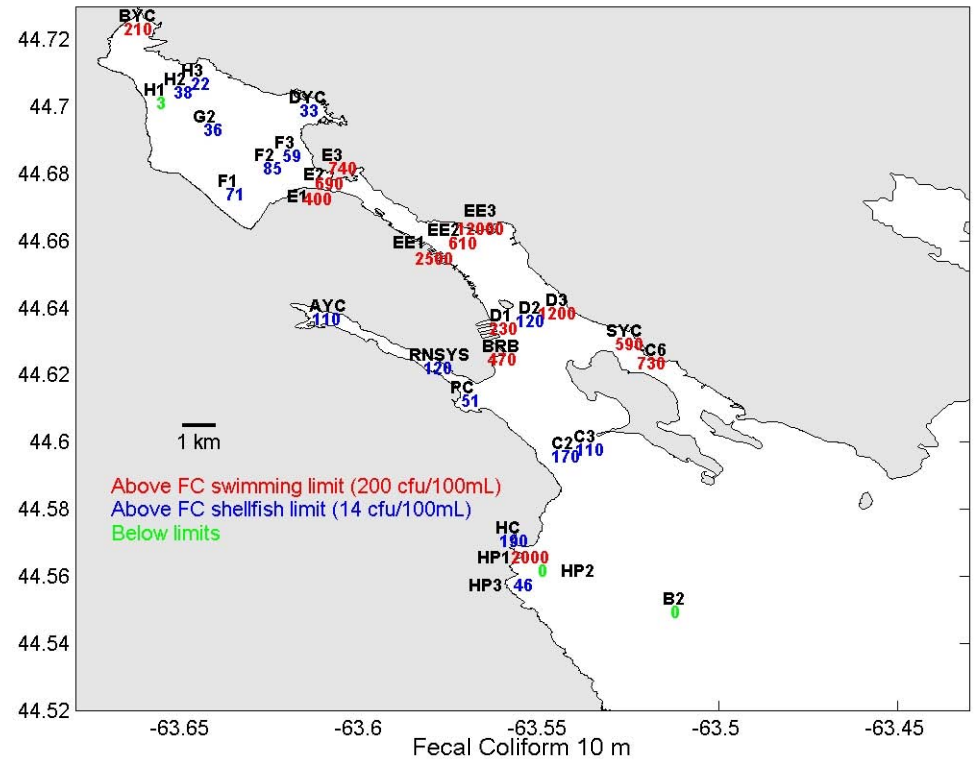 BYC
210
44.72
H3
H2
22
H1
38
3
44.7
DYC
33
G2
36
F3
59
F2
85
E3
740
44.68
E2
690
F1
71
E1
400
EE3
12000
EE2
610
44.66
EE1
2500
44.64
AYC
110
D3
1200
D2
120
D1
230
SYC
590
BRB
470
C6
730
RNSYS
120
44.62
PC
51
1 km
44.6
C3
110
C2
170
Above FC swimming limit (200 cfu/100mL)
Above FC shellfish limit (14 cfu/100mL)
Below limits
44.58
HC
190
HP1 2000
0 HP2
44.56
HP3 46
B2
0
44.54
44.52
-63.65 -63.6 -63.55 -63.5 -63.45
Fecal Coliform 10 m